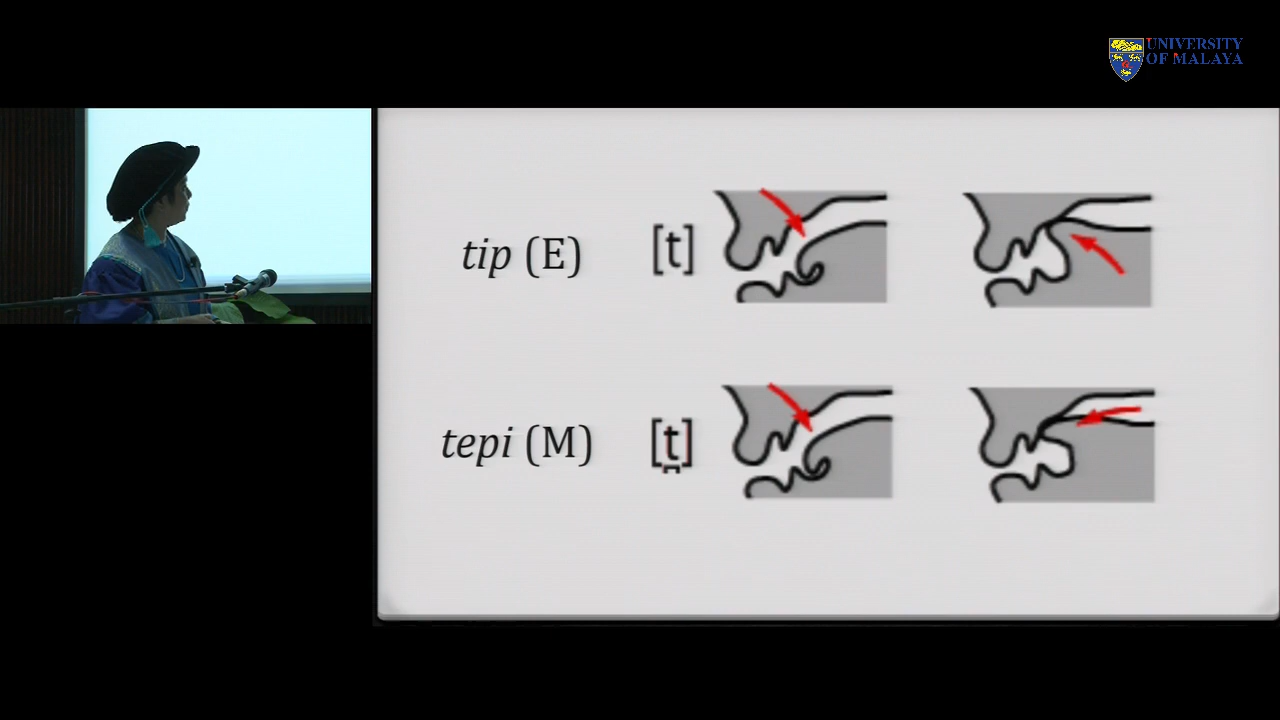 UNIVERSITY
OF MALAYA
tip (E) [t]
tepi (M) [t̪]